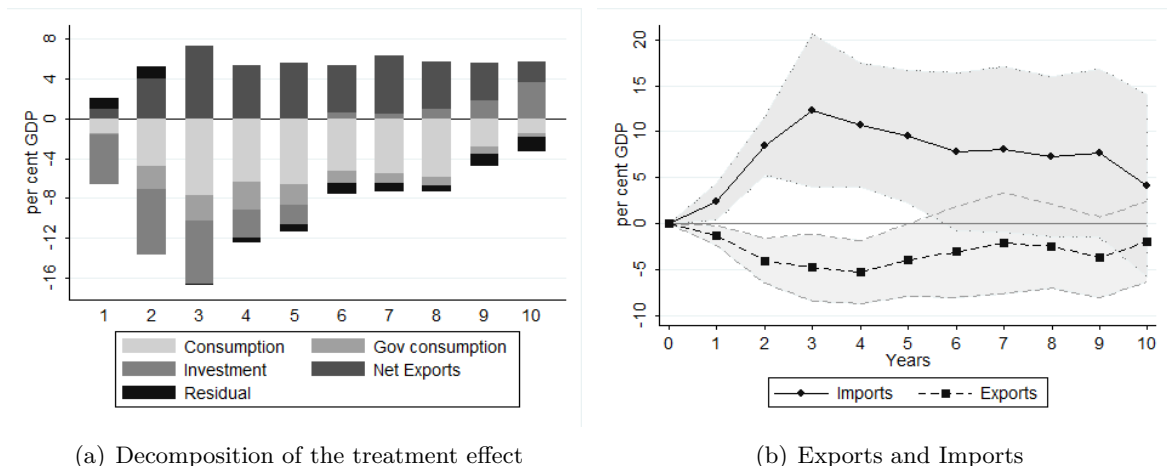 8
4
0
-4
-8
-12
-16
per cent GDP
1 2 3 4 5 6 7 8 9 10
Consumption Gov consumption
Investment Net Exports
Residual
(a) Decomposition of the treatment effect
20
15
10
5
0
-5
-10
per cent GDP
0 1 2 3 4 5 6 7 8 9 10
Years
Imports Exports
(b) Exports and Imports